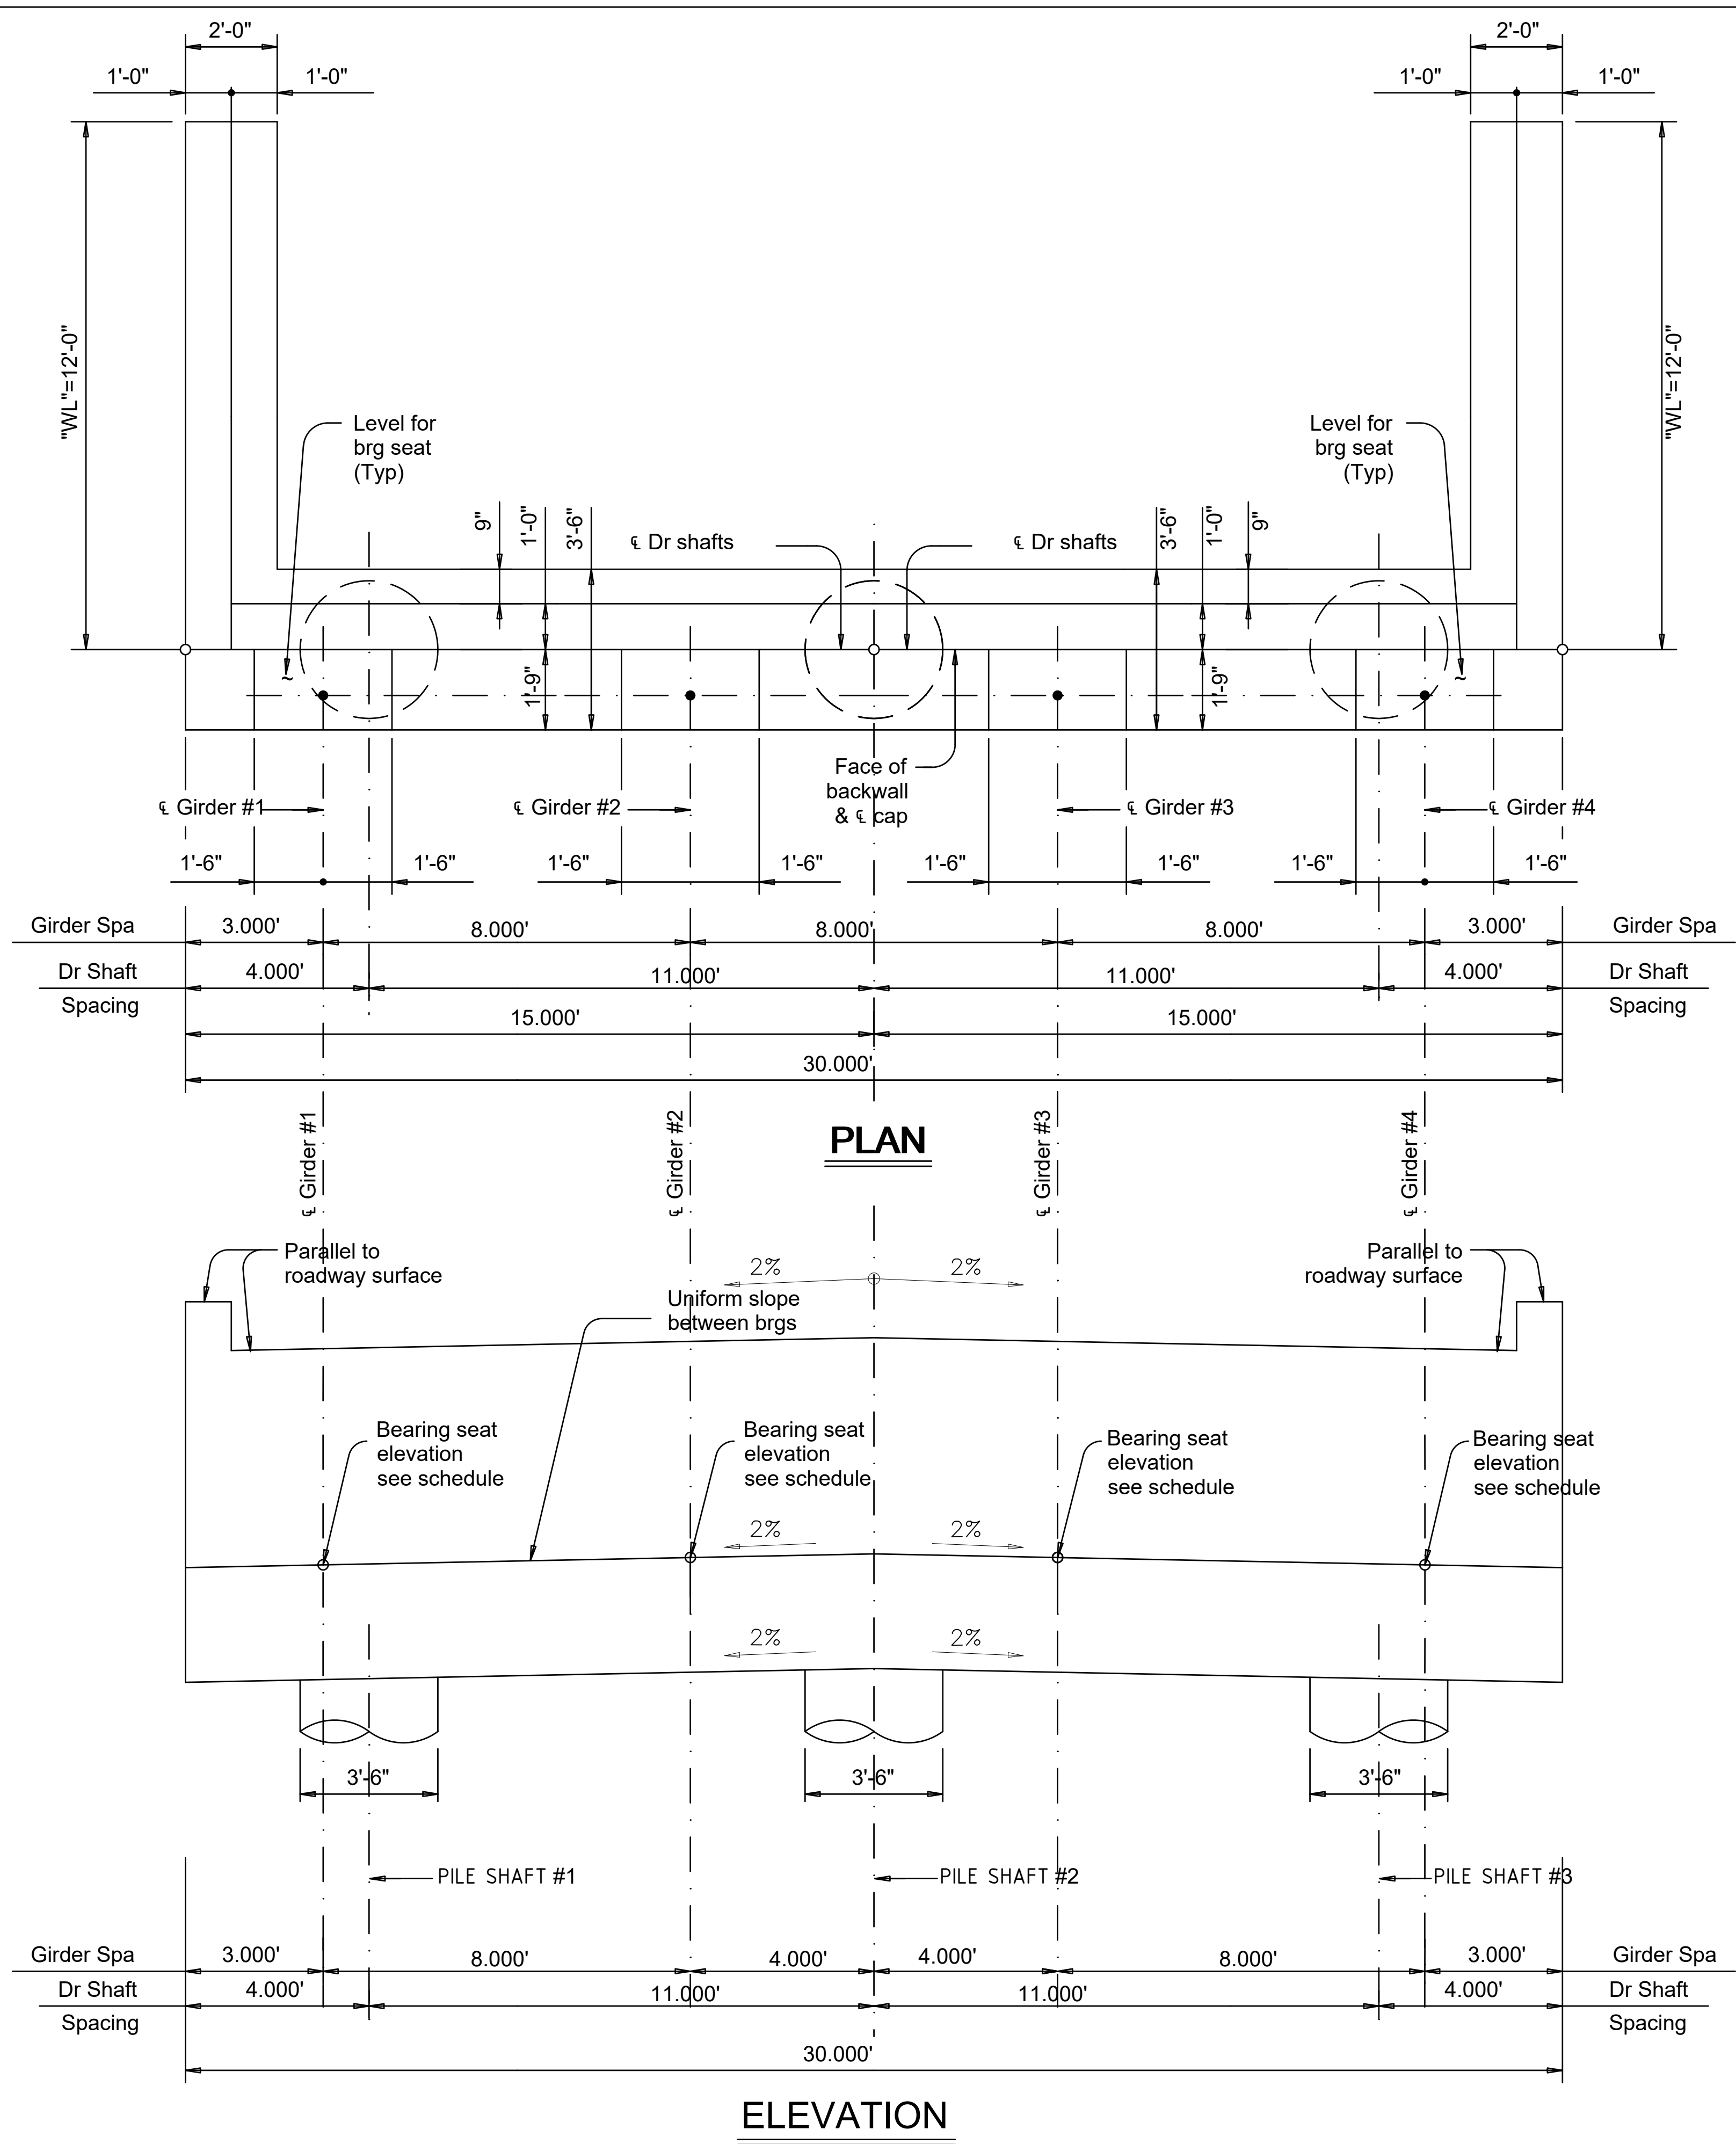 2'-0" 2'-0"
1'-0" 1'-0" 1'-0" 1'-0"
"WL"=12'-0" "WL"=12'-0"
Level for
brg seat
(Typ)
Level for
brg seat
(Typ)
9" 1'-0" 3'-6" ℄ Dr shafts ℄ Dr shafts 3'-6" 1'-0" 9"
1'-9" 1'-9"
Face of
backwall
& ℄ cap
℄ Girder #1 ℄ Girder #2 ℄ Girder #3 ℄ Girder #4
1'-6" 1'-6" 1'-6" 1'-6" 1'-6" 1'-6" 1'-6" 1'-6"
Girder Spa 3.000' 8.000' 8.000' 8.000' 3.000' Girder Spa
Dr Shaft 4.000' 11.000' 11.000' 4.000' Dr Shaft
Spacing Spacing
15.000' 15.000'
30.000'
℄ Girder #1 ℄ Girder #2 ℄ Girder #3 ℄ Girder #4
PLAN
Parallel to
roadway surface
2% 2%
Parallel to
roadway surface
Uniform slope
between brgs
Bearing seat
elevation
see schedule
Bearing seat
elevation
see schedule
Bearing seat
elevation
see schedule
Bearing seat
elevation
see schedule
2% 2%
2% 2%
3'-6" 3'-6" 3'-6"
PILE SHAFT #1 PILE SHAFT #2 PILE SHAFT #3
Girder Spa 3.000' 8.000' 4.000' 4.000' 8.000' 3.000' Girder Spa
Dr Shaft 4.000' 11.000' 11.000' 4.000' Dr Shaft
Spacing Spacing
30.000'
ELEVATION